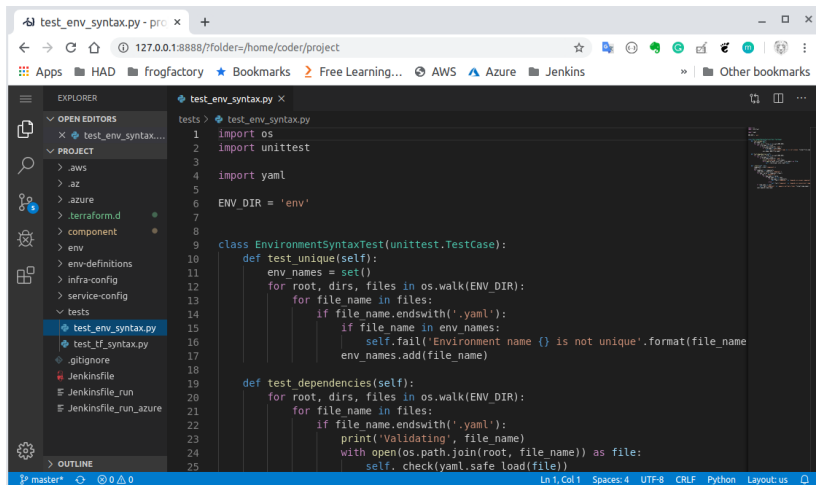 test_env_syntax.py - pro
127.0.0.1:8888/?folder=/home/coder/project
Apps HAD frogfactory Bookmarks Free Learning... AWS Azure Jenkins » Other bookmarks
EXPLORER
OPEN EDITORS
test_env_syntax....
PROJECT
.aws
.az
.azure
.terraform.d
component
env
env-definitions
infra-config
service-config
tests
test_env_syntax.py
test_tf_syntax.py
.gitignore
Jenkinsfile
Jenkinsfile_run
Jenkinsfile_run_azure
OUTLINE
5
test_env_syntax.py
tests > test_env_syntax.py
1 import os
2 import unittest
3
4 import yaml
5
6 ENV_DIR = 'env'
7
8
9 class EnvironmentSyntaxTest(unittest.TestCase):
10 def test_unique(self):
11 env_names = set()
12 for root, dirs, files in os.walk(ENV_DIR):
13 for file_name in files:
14 if file_name.endswith('.yaml'):
15 if file_name in env_names:
16 self.fail('Environment name {} is not unique'.format(file_name
17 env_names.add(file_name)
18
19 def test_dependencies(self):
20 for root, dirs, files in os.walk(ENV_DIR):
21 for file_name in files:
22 if file_name.endswith('.yaml'):
23 print('Validating', file_name)
24 with open(os.path.join(root, file_name)) as file:
25 self._check(yaml.safe_load(file))
master* 0 0 Ln 1, Col 1 Spaces: 4 UTF-8 CRLF Python Layout: us